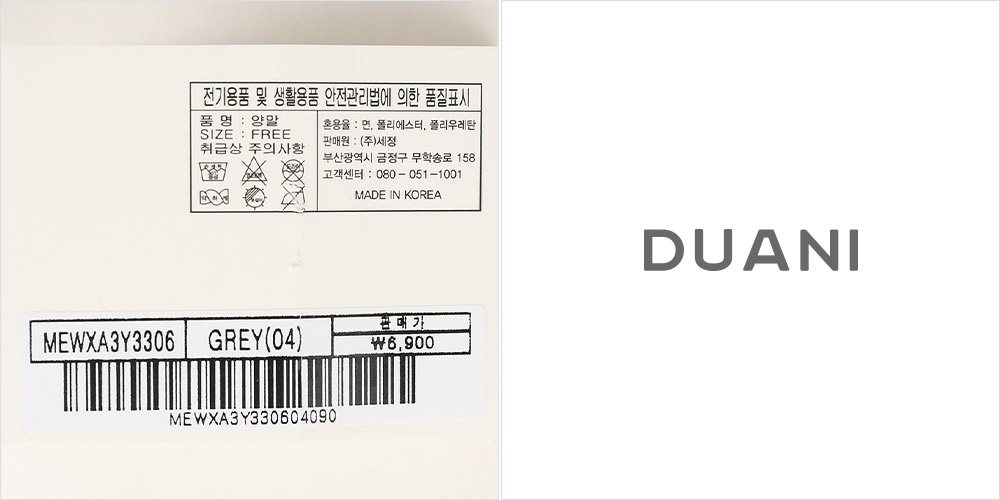 전기용품 및 생활용품 안전관리법에 의한 품질표시
품 명 : 양말
SIZE : FREE
취급상 주의사항
혼용율 : 면, 폴리에스터, 폴리우레탄
판매원 : (주)세정
부산광역시 금정구 무학송로 158
고객센터 : 080 - 051-1001
MADE IN KOREA
MEWXA3Y3306
GREY(04)
판 매 가
₩6,900
MEWXA3Y330604090
DUANI